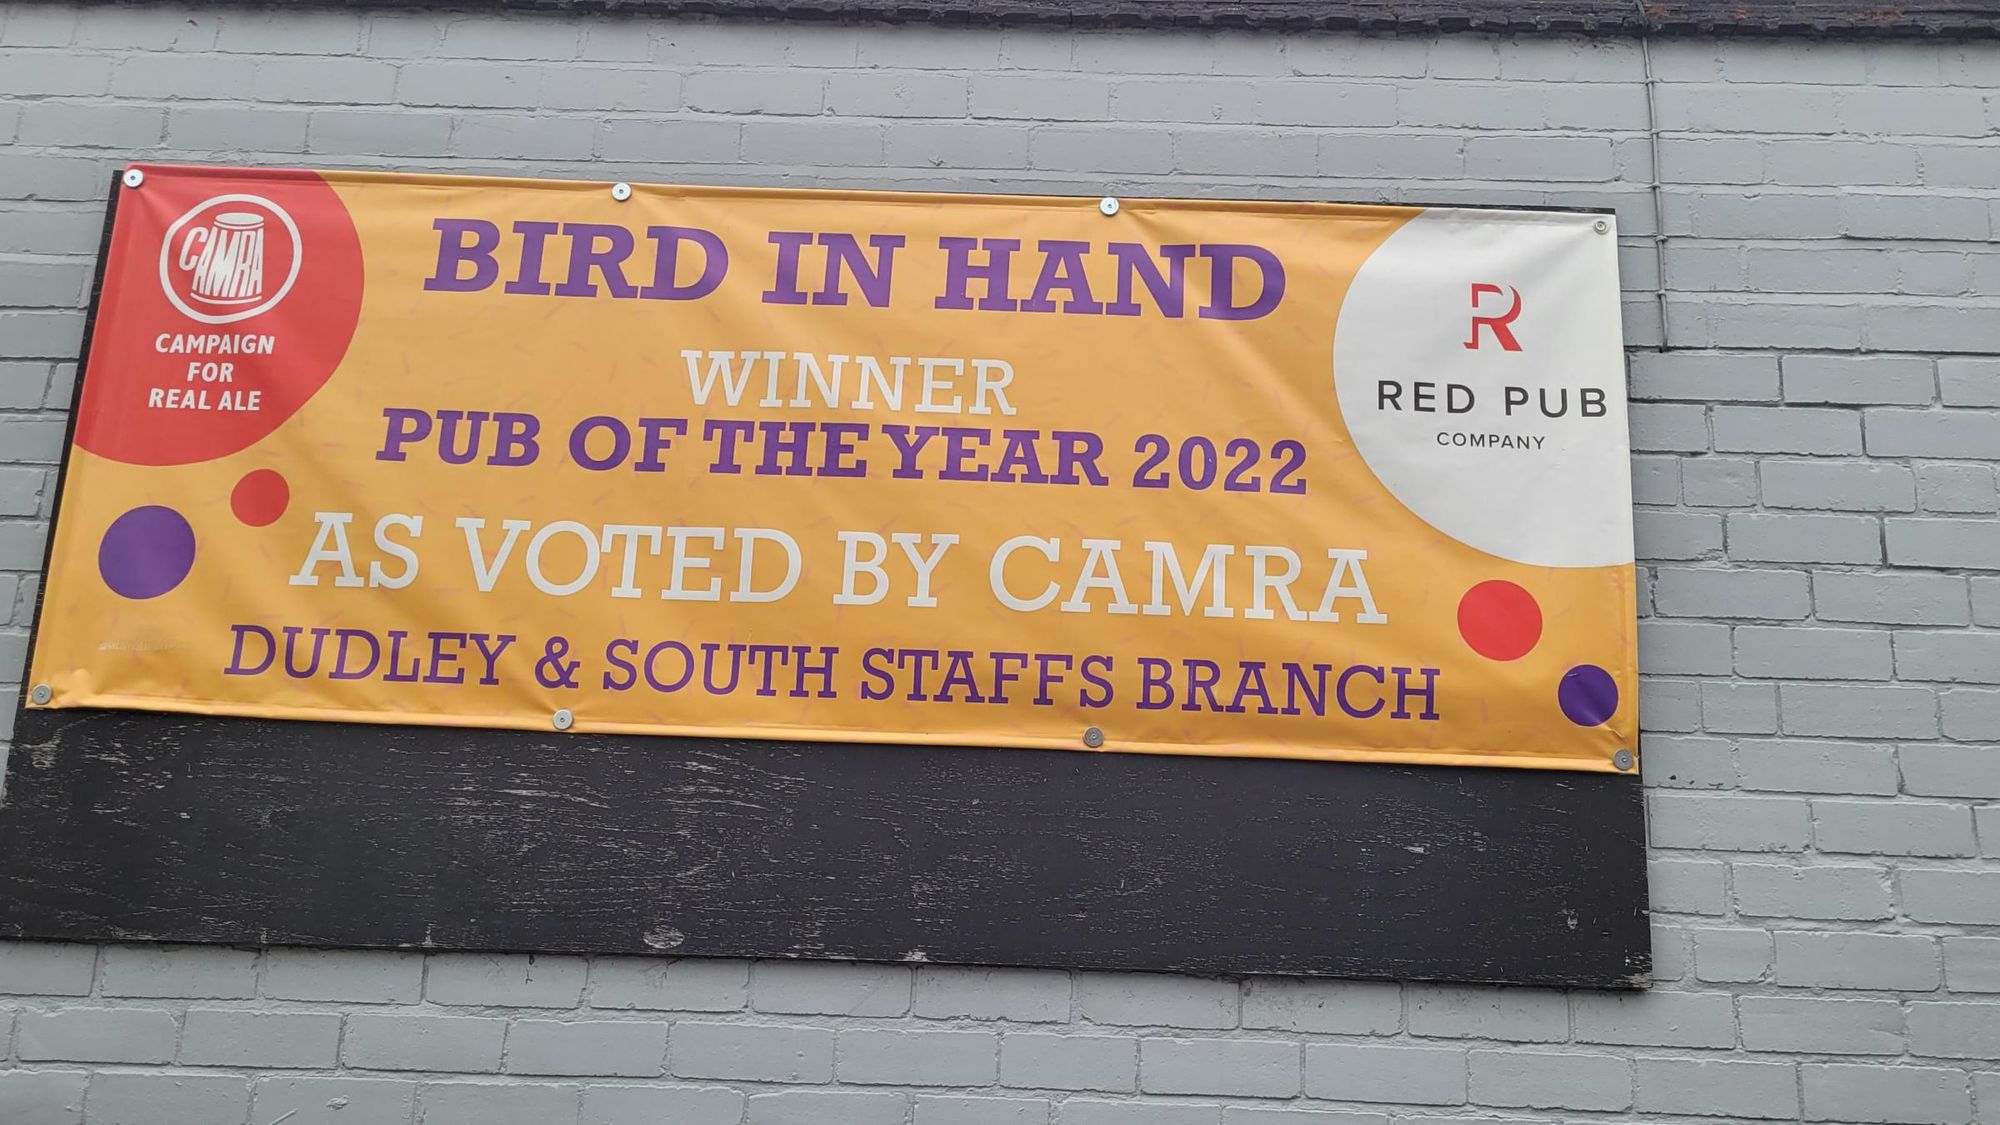 CAMRA
CAMPAIGN
FOR
REAL ALE
BIRD IN HAND
WINNER
PUB OF THE YEAR 2022
AS VOTED BY CAMRA
DUDLEY & SOUTH STAFFS BRANCH
R
RED PUB
COMPANY